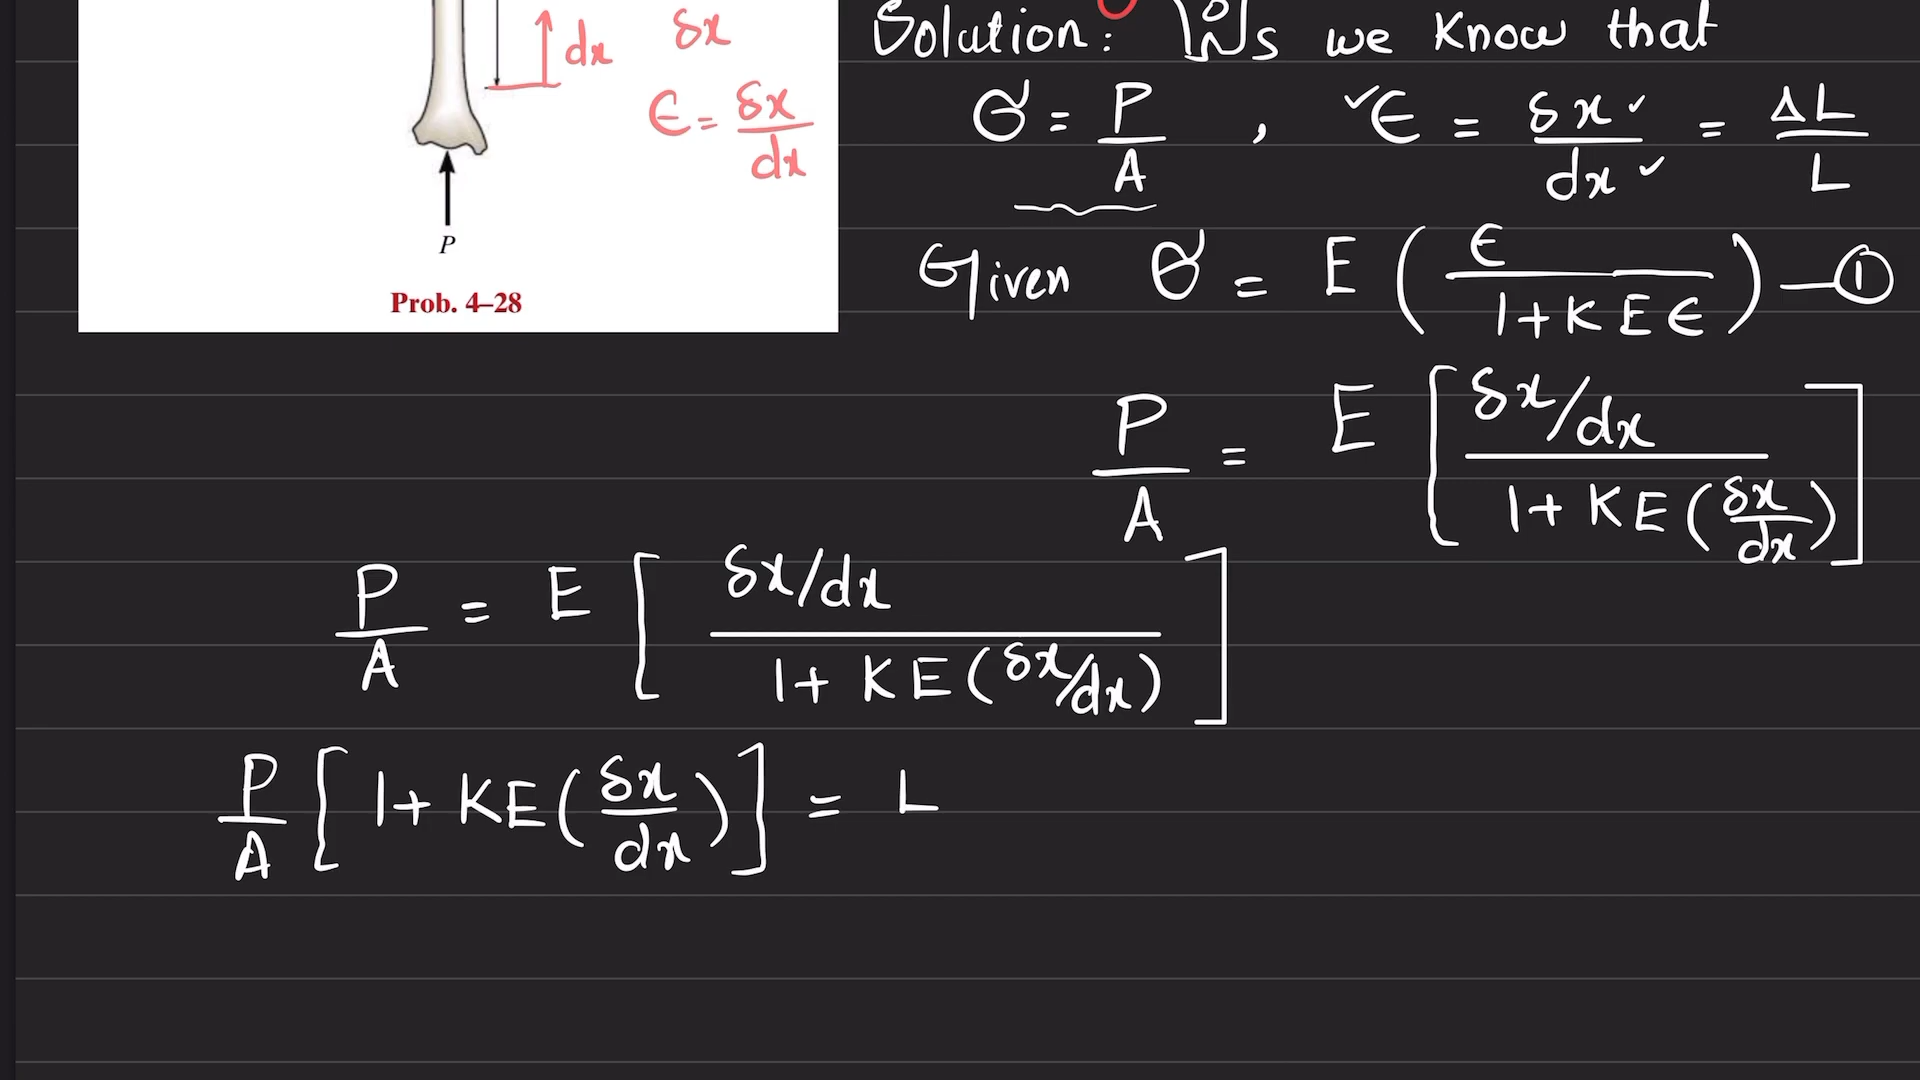 dx δx
ϵ = δx/dx
P
Prob. 4–28
Solution: As we know that
σ = P/A , ✓ϵ = δx✓/dx✓ = ΔL/L
Given σ = E ( ϵ / 1+KEϵ ) — ①
P/A = E [ δx/dx / 1+KE(δx/dx) ]
P/A = E [ δx/dx / 1+ KE(δx/dx) ]
P/A [ 1+ KE(δx/dx) ] = L